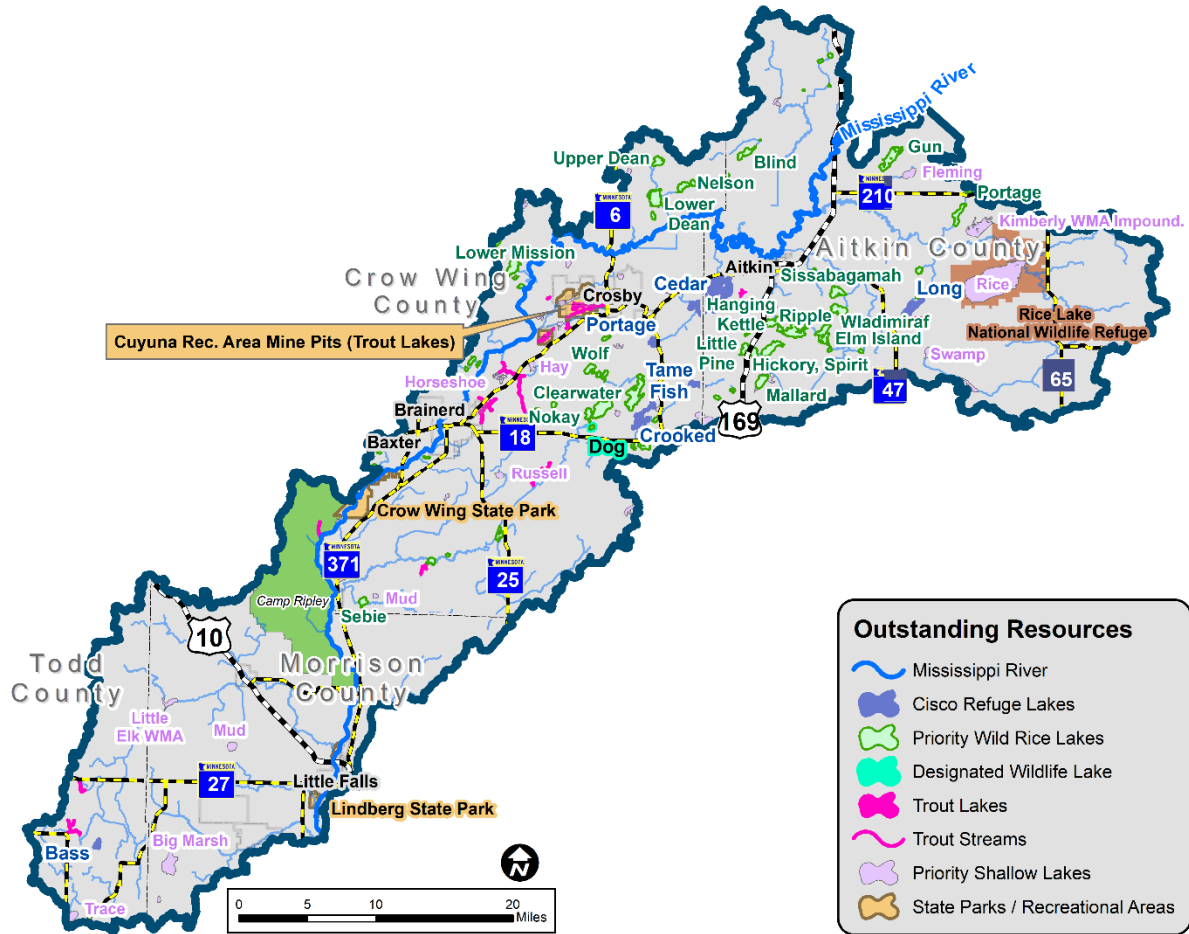 Mississippi River
Upper Dean
Blind
Gun
Fleming
Nelson
MINNESOTA
210
Portage
MINNESOTA
6
Lower
Dean
Kimberly WMA Impound.
Lower Mission
Aitkin County
Aitkin
Sissabagamah
Crow Wing
County
Cedar
Long
Rice
Crosby
Hanging
Kettle
Ripple
Wladimiraf
Rice Lake
National Wildlife Refuge
Cuyuna Rec. Area Mine Pits (Trout Lakes)
Portage
Little
Pine
Elm Island
Wolf
Hay
Tame
Fish
Hickory, Spirit
Swamp
65
Horseshoe
Clearwater
Mallard
47
Brainerd
Nokay
169
Baxter
MINNESOTA
18
Crooked
Dog
Russell
Crow Wing State Park
MINNESOTA
371
MINNESOTA
25
Camp Ripley
Mud
Sebie
10
Todd
County
Morrison
County
Little
Elk WMA
Mud
MINNESOTA
27
Little Falls
Lindberg State Park
Bass
Big Marsh
Trace
N
0 5 10 20
Miles
Outstanding Resources
Mississippi River
Cisco Refuge Lakes
Priority Wild Rice Lakes
Designated Wildlife Lake
Trout Lakes
Trout Streams
Priority Shallow Lakes
State Parks / Recreational Areas